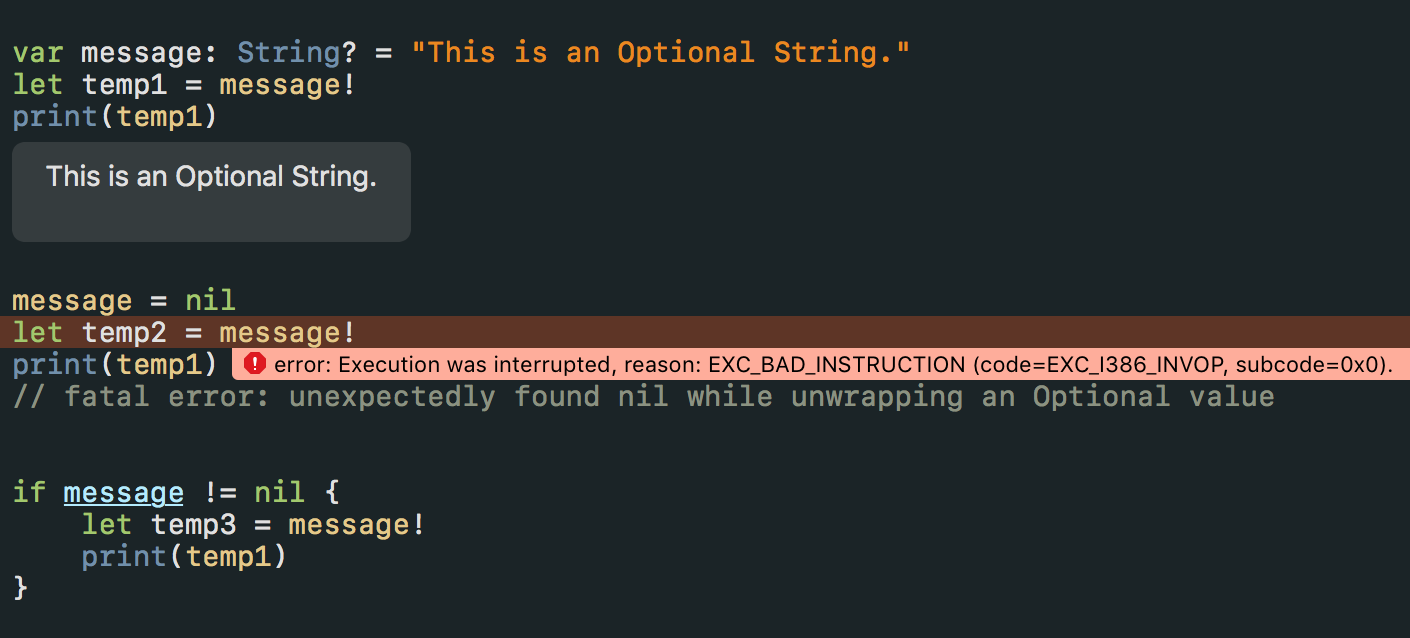 var message: String? = "This is an Optional String."
let temp1 = message!
print(temp1)
This is an Optional String.
message = nil
let temp2 = message!
print(temp1) error: Execution was interrupted, reason: EXC_BAD_INSTRUCTION (code=EXC_I386_INVOP, subcode=0x0).
// fatal error: unexpectedly found nil while unwrapping an Optional value
if message != nil {
    let temp3 = message!
    print(temp1)
}